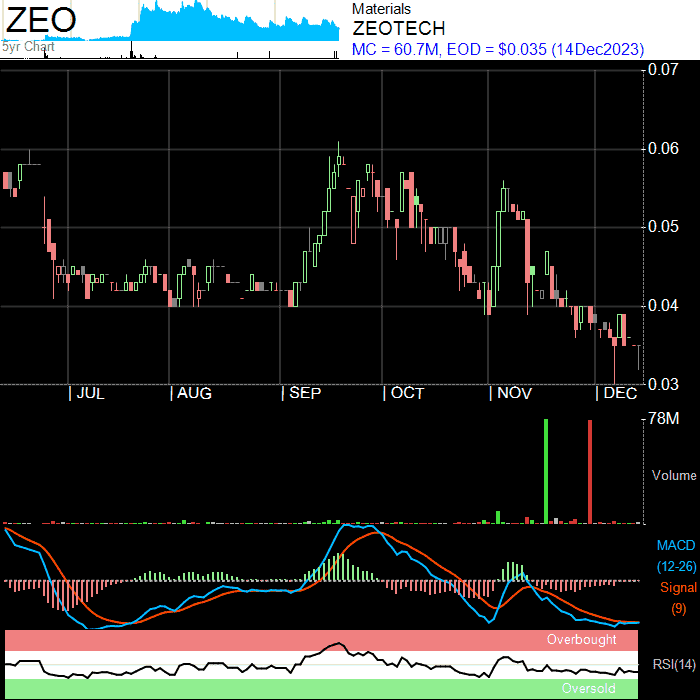 ZEO
5yr Chart
Materials
ZEOTECH
MC = 60.7M, EOD = $0.035 (14Dec2023)
0.07
0.06
0.05
0.04
0.03
| JUL | AUG | SEP | OCT | NOV | DEC
78M
Volume
MACD
(12-26)
Signal
(9)
Overbought
RSI(14)
Oversold